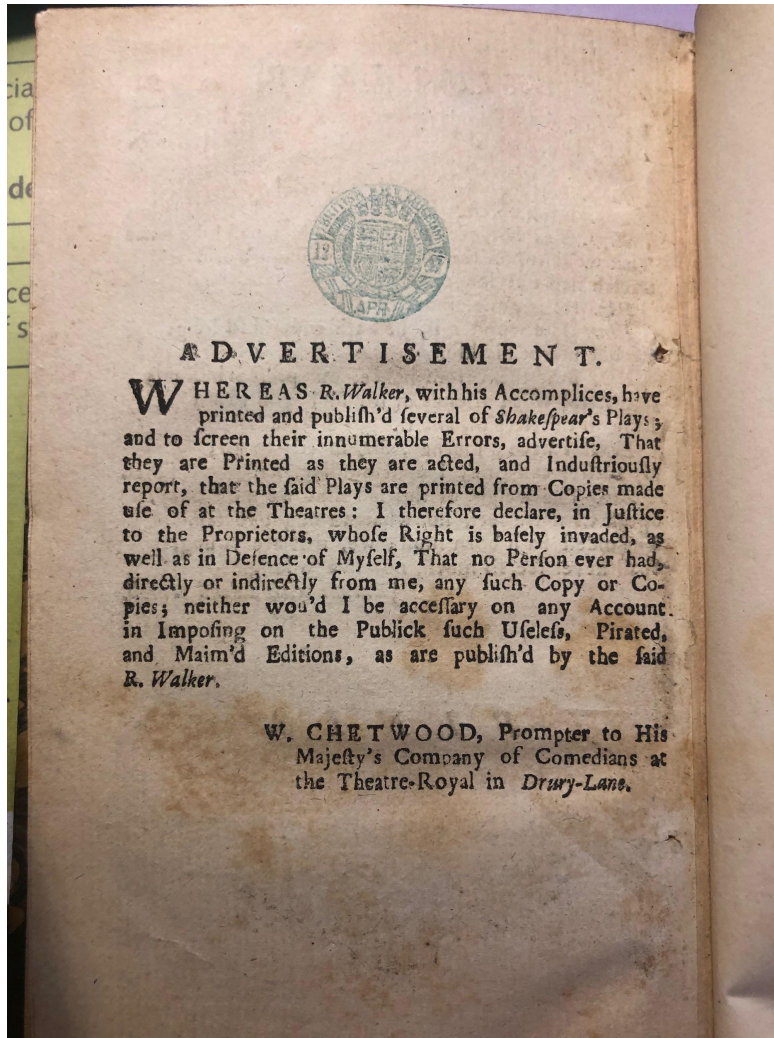 cia
of
de
ce
f s
12
APR
ADVERTISEMENT.
WHEREAS R. Walker, with his Accomplices, have
printed and publiſh'd ſeveral of Shakeſpear's Plays;
and to ſcreen their innumerable Errors, advertiſe, That
they are Printed as they are acted, and Induſtriouſly
report, that the ſaid Plays are printed from Copies made
uſe of at the Theatres: I therefore declare, in Juſtice
to the Proprietors, whoſe Right is baſely invaded, as
well as in Defence of Myſelf, That no Perſon ever had,
directly or indirectly from me, any ſuch Copy or Co-
pies; neither wou'd I be acceſſary on any Account
in Impoſing on the Publick ſuch Uſeleſs, Pirated,
and Maim'd Editions, as are publiſh'd by the ſaid
R. Walker.
W. CHETWOOD, Prompter to His
Majeſty's Company of Comedians at
the Theatre-Royal in Drury-Lane.